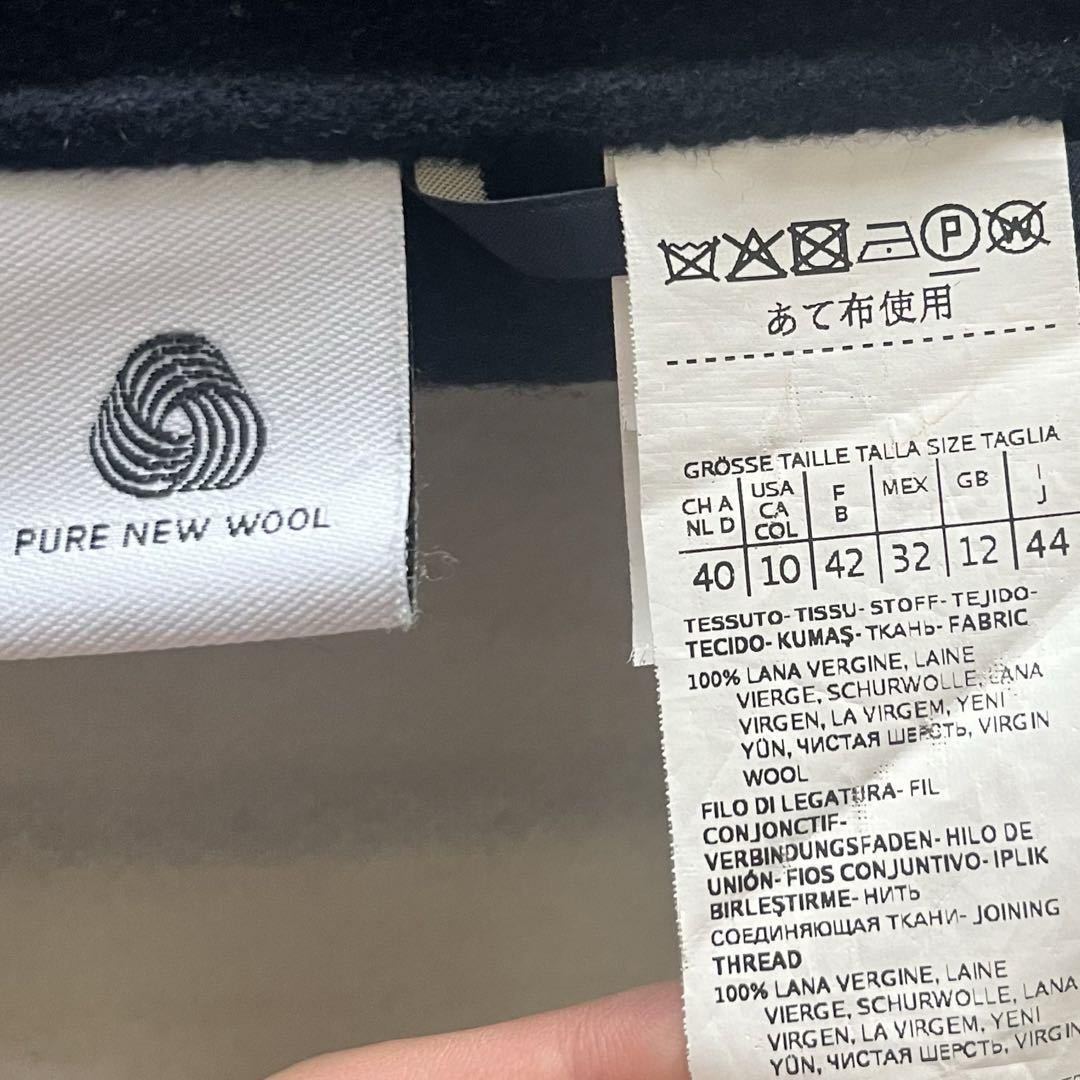 PURE NEW WOOL
P
W
あて布使用
GRÖSSE TAILLE TALLA SIZE TAGLIA
CH A NL D
USA CA COL
F B
MEX
GB
I J
40 10 42 32 12 44
TESSUTO- TISSU- STOFF- TEJIDO-
TECIDO- KUMAŞ- ТКАНЬ- FABRIC
100% LANA VERGINE, LAINE
VIERGE, SCHURWOLLE, LANA
VIRGEN, LA VIRGEM, YENI
YÜN, ЧИСТАЯ ШЕРСТЬ, VIRGIN
WOOL
FILO DI LEGATURA- FIL
CONJONCTIF-
VERBINDUNGSFADEN- HILO DE
UNIÓN- FIOS CONJUNTIVO- IPLIK
BIRLEŞTIRME- НИТЬ
СОЕДИНЯЮЩАЯ ТКАНИ- JOINING
THREAD
100% LANA VERGINE, LAINE
VIERGE, SCHURWOLLE, LANA
VIRGEN, LA VIRGEM, YENI
YÜN, ЧИСТАЯ ШЕРСТЬ, VIRGIN